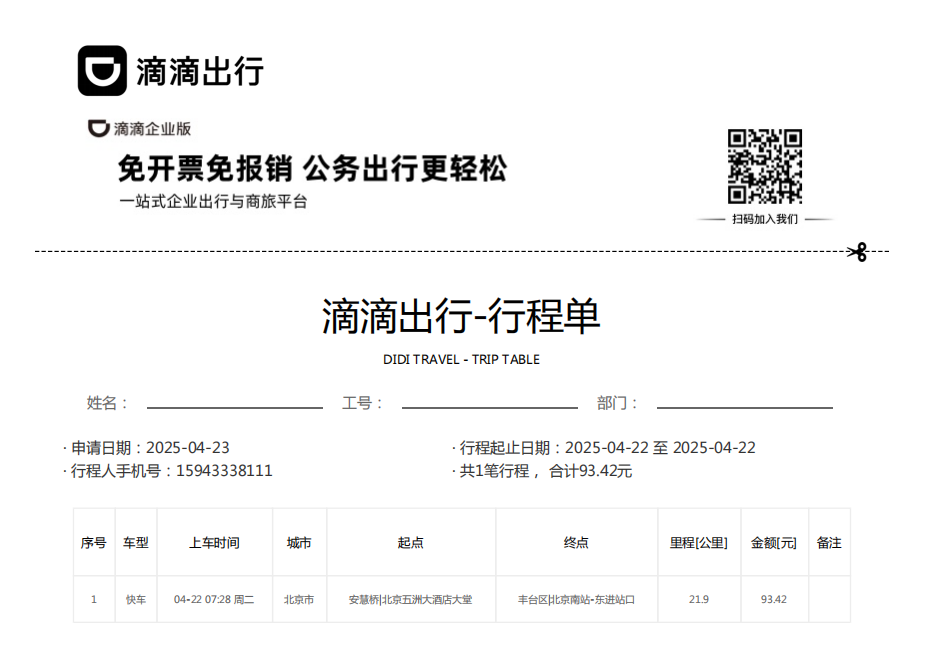 滴滴出行
滴滴企业版
免开票免报销 公务出行更轻松
一站式企业出行与商旅平台
扫码加入我们
滴滴出行-行程单
DIDI TRAVEL - TRIP TABLE
姓名： 工号： 部门：
· 申请日期：2025-04-23 · 行程起止日期：2025-04-22 至 2025-04-22
· 行程人手机号：15943338111 · 共1笔行程， 合计93.42元
序号 车型 上车时间 城市 起点 终点 里程[公里] 金额[元] 备注
1 快车 04-22 07:28 周二 北京市 安慧桥|北京五洲大酒店大堂 丰台区|北京南站-东进站口 21.9 93.42